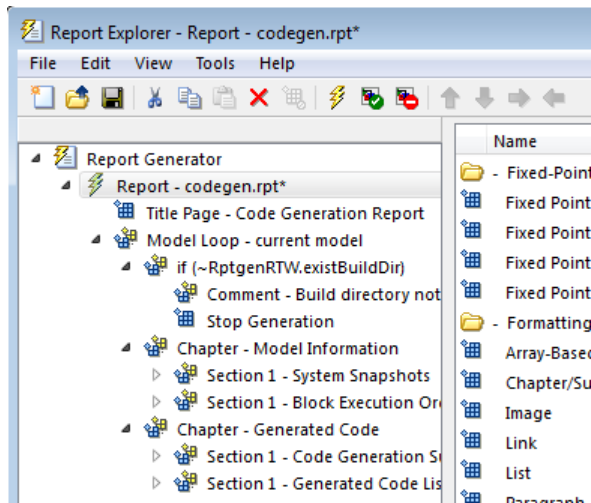 Report Explorer - Report - codegen.rpt*
File Edit View Tools Help
Report Generator
Report - codegen.rpt*
Title Page - Code Generation Report
Model Loop - current model
if (~RptgenRTW.existBuildDir)
Comment - Build directory not
Stop Generation
Chapter - Model Information
Section 1 - System Snapshots
Section 1 - Block Execution Or
Chapter - Generated Code
Section 1 - Code Generation S
Section 1 - Generated Code Lis
Name
- Fixed-Point
Fixed Point
Fixed Point
Fixed Point
Fixed Point
- Formatting
Array-Base
Chapter/Su
Image
Link
List
Paragraph